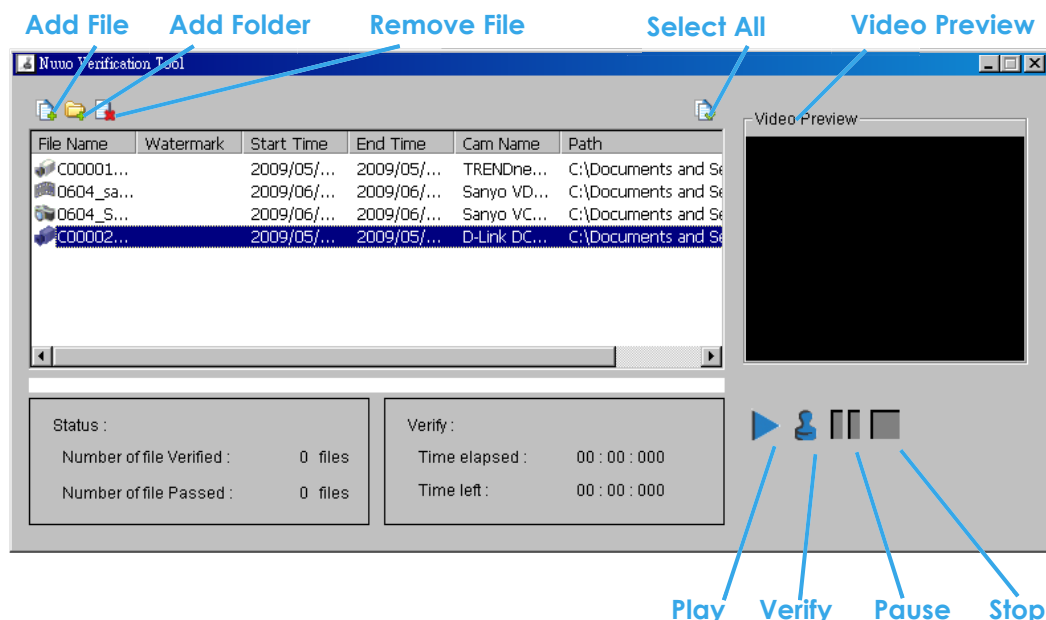 Add File Add Folder Remove File Select All Video Preview
Nuuo Verification Tool
Video Preview
File Name Watermark Start Time End Time Cam Name Path
C00001... 2009/05/... 2009/05/... TRENDne... C:\Documents and Se
0604_sa... 2009/06/... 2009/06/... Sanyo VD... C:\Documents and Se
0604_S... 2009/06/... 2009/06/... Sanyo VC... C:\Documents and Se
C00002... 2009/05/... 2009/05/... D-Link DC... C:\Documents and Se
Status :
Number of file Verified : 0 files
Number of file Passed : 0 files
Verify :
Time elapsed : 00 : 00 : 000
Time left : 00 : 00 : 000
Play Verify Pause Stop